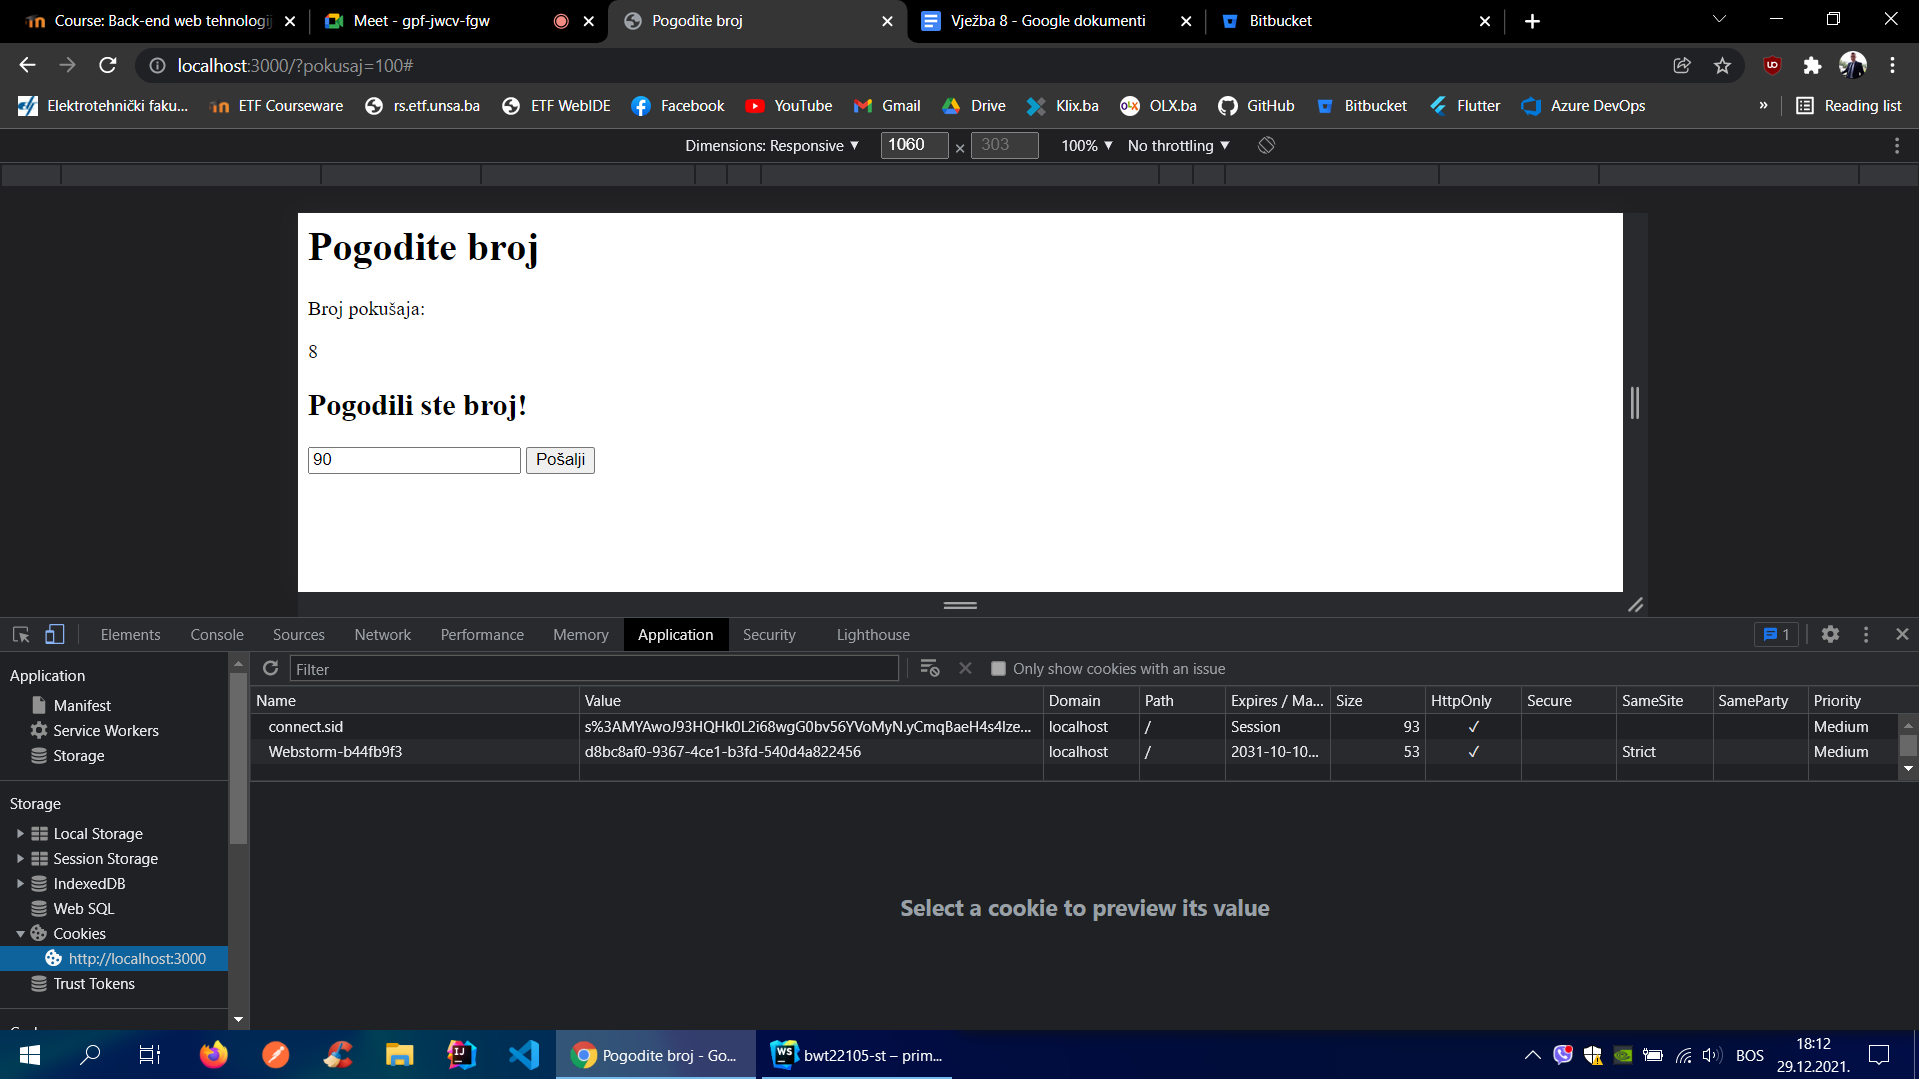 Course: Back-end web tehnologij
Meet - gpf-jwcv-fgw
Pogodite broj
Vježba 8 - Google dokumenti
Bitbucket
localhost:3000/?pokusaj=100#
Elektrotehnički faku...
ETF Courseware
rs.etf.unsa.ba
ETF WebIDE
Facebook
YouTube
Gmail
Drive
Klix.ba
OLX.ba
GitHub
Bitbucket
Flutter
Azure DevOps
»
Reading list
Dimensions: Responsive
1060 × 303
100%
No throttling
Pogodite broj
Broj pokušaja:
8
Pogodili ste broj!
90 Pošalji
Elements Console Sources Network Performance Memory Application Security Lighthouse
1
Application
Manifest
Service Workers
Storage
Storage
Local Storage
Session Storage
IndexedDB
Web SQL
Cookies
http://localhost:3000
Trust Tokens
Filter
Only show cookies with an issue
Name Value Domain Path Expires / Ma... Size HttpOnly Secure SameSite SameParty Priority
connect.sid s%3AMYAwoJ93HQHk0L2i68wgG0bv56YVoMyN.yCmqBaeH4s4Ize... localhost / Session 93 ✓ Medium
Webstorm-b44fb9f3 d8bc8af0-9367-4ce1-b3fd-540d4a822456 localhost / 2031-10-10... 53 ✓ Strict Medium
Select a cookie to preview its value
Pogodite broj - Go...
bwt22105-st – prim...
BOS
18:12
29.12.2021.